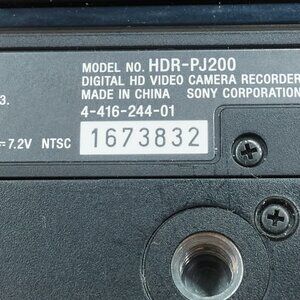 MODEL NO. HDR-PJ200
DIGITAL HD VIDEO CAMERA RECORDER
MADE IN CHINA SONY CORPORATION
3.
4-416-244-01
=7.2V NTSC 1673832